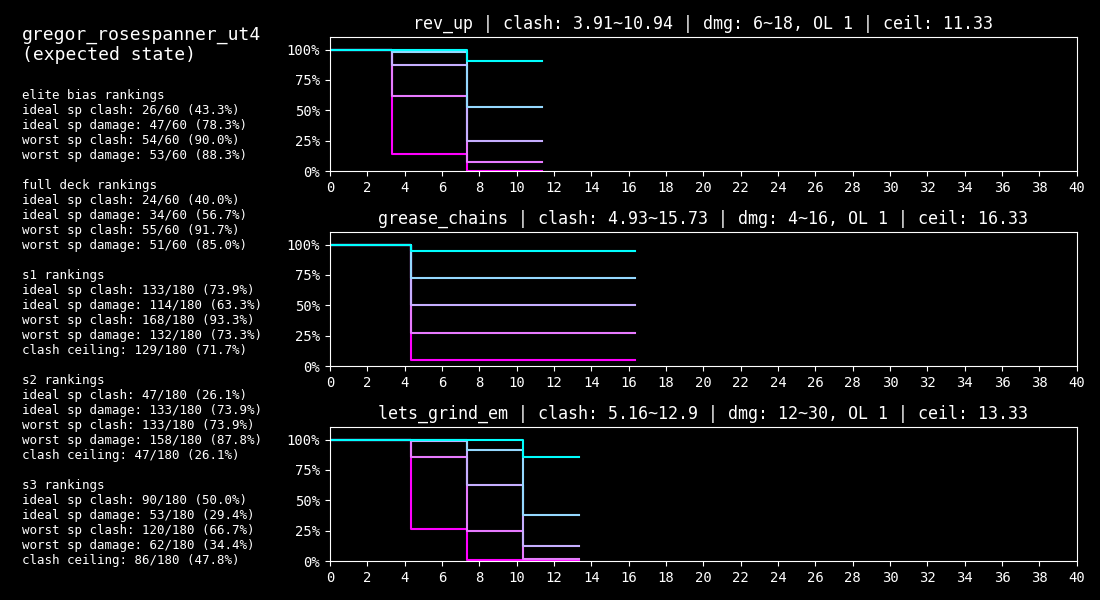 gregor_rosespanner_ut4
(expected state)
elite bias rankings
ideal sp clash: 26/60 (43.3%)
ideal sp damage: 47/60 (78.3%)
worst sp clash: 54/60 (90.0%)
worst sp damage: 53/60 (88.3%)
full deck rankings
ideal sp clash: 24/60 (40.0%)
ideal sp damage: 34/60 (56.7%)
worst sp clash: 55/60 (91.7%)
worst sp damage: 51/60 (85.0%)
s1 rankings
ideal sp clash: 133/180 (73.9%)
ideal sp damage: 114/180 (63.3%)
worst sp clash: 168/180 (93.3%)
worst sp damage: 132/180 (73.3%)
clash ceiling: 129/180 (71.7%)
s2 rankings
ideal sp clash: 47/180 (26.1%)
ideal sp damage: 133/180 (73.9%)
worst sp clash: 133/180 (73.9%)
worst sp damage: 158/180 (87.8%)
clash ceiling: 47/180 (26.1%)
s3 rankings
ideal sp clash: 90/180 (50.0%)
ideal sp damage: 53/180 (29.4%)
worst sp clash: 120/180 (66.7%)
worst sp damage: 62/180 (34.4%)
clash ceiling: 86/180 (47.8%)
rev_up | clash: 3.91~10.94 | dmg: 6~18, OL 1 | ceil: 11.33
100%
75%
50%
25%
0%
0 2 4 6 8 10 12 14 16 18 20 22 24 26 28 30 32 34 36 38 40
grease_chains | clash: 4.93~15.73 | dmg: 4~16, OL 1 | ceil: 16.33
100%
75%
50%
25%
0%
0 2 4 6 8 10 12 14 16 18 20 22 24 26 28 30 32 34 36 38 40
lets_grind_em | clash: 5.16~12.9 | dmg: 12~30, OL 1 | ceil: 13.33
100%
75%
50%
25%
0%
0 2 4 6 8 10 12 14 16 18 20 22 24 26 28 30 32 34 36 38 40